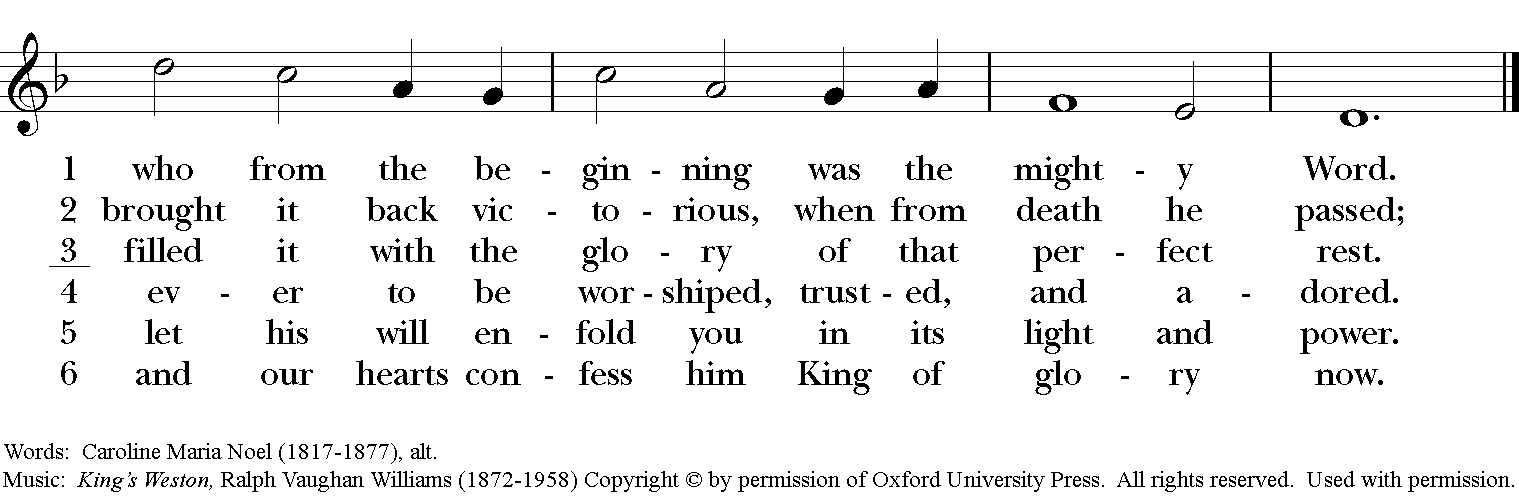 1 who from the be - gin - ning was the might - y Word.
2 brought it back vic - to - rious, when from death he passed;
3 filled it with the glo - ry of that per - fect rest.
4 ev - er to be wor - shiped, trust - ed, and a - dored.
5 let his will en - fold you in its light and power.
6 and our hearts con - fess him King of glo - ry now.
Words: Caroline Maria Noel (1817-1877), alt.
Music: King's Weston, Ralph Vaughan Williams (1872-1958) Copyright © by permission of Oxford University Press. All rights reserved. Used with permission.